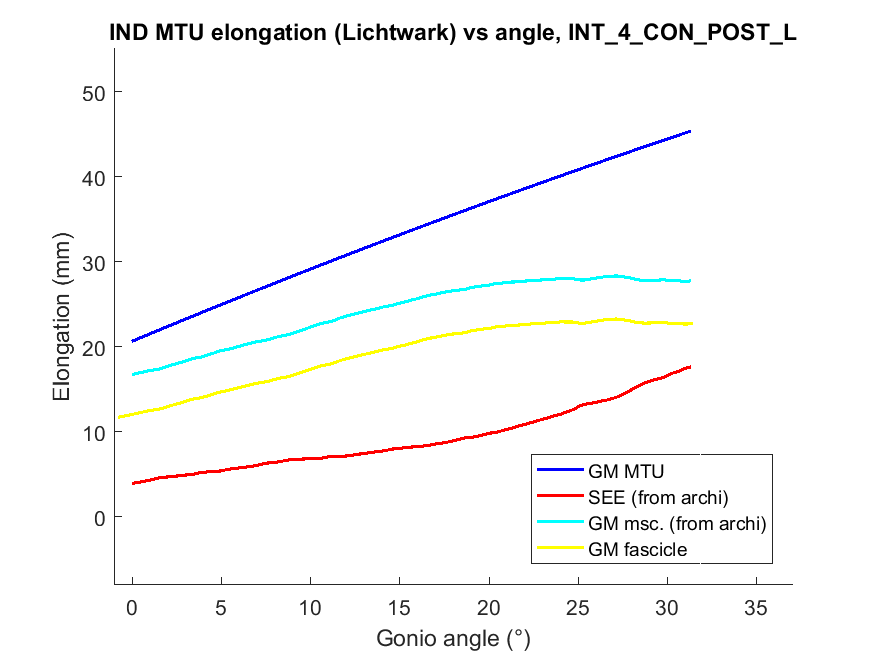 IND MTU elongation (Lichtwark) vs angle, INT_4_CON_POST_L
Elongation (mm)
50
40
30
20
10
0
0 5 10 15 20 25 30 35
Gonio angle (°)
GM MTU
SEE (from archi)
GM msc. (from archi)
GM fascicle